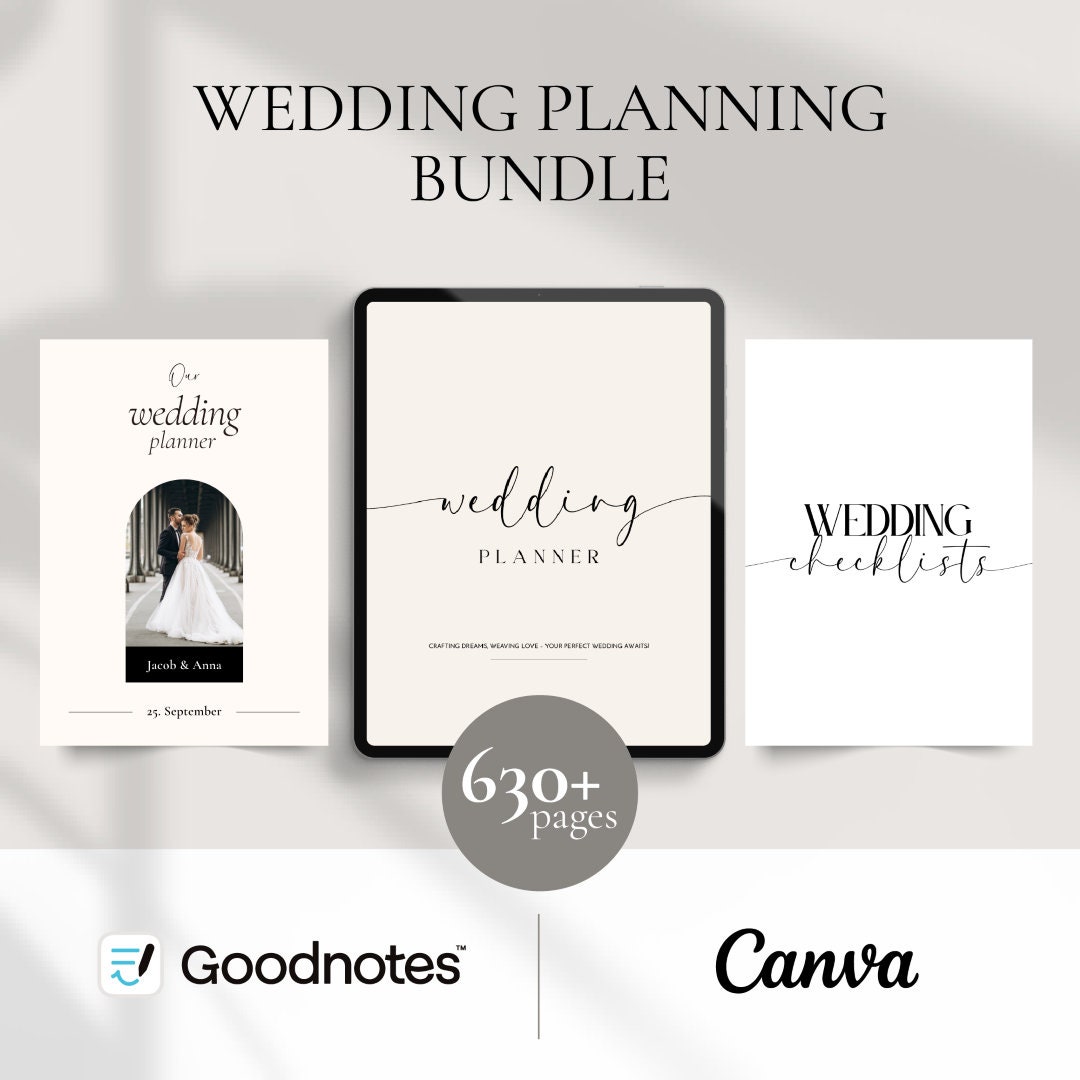 WEDDING PLANNING
BUNDLE
Our
wedding
planner
Jacob & Anna
25. September
wedding
PLANNER
CRAFTING DREAMS, WEAVING LOVE - YOUR PERFECT WEDDING AWAITS!
WEDDING
checklists
630+
pages
Goodnotes™
Canva